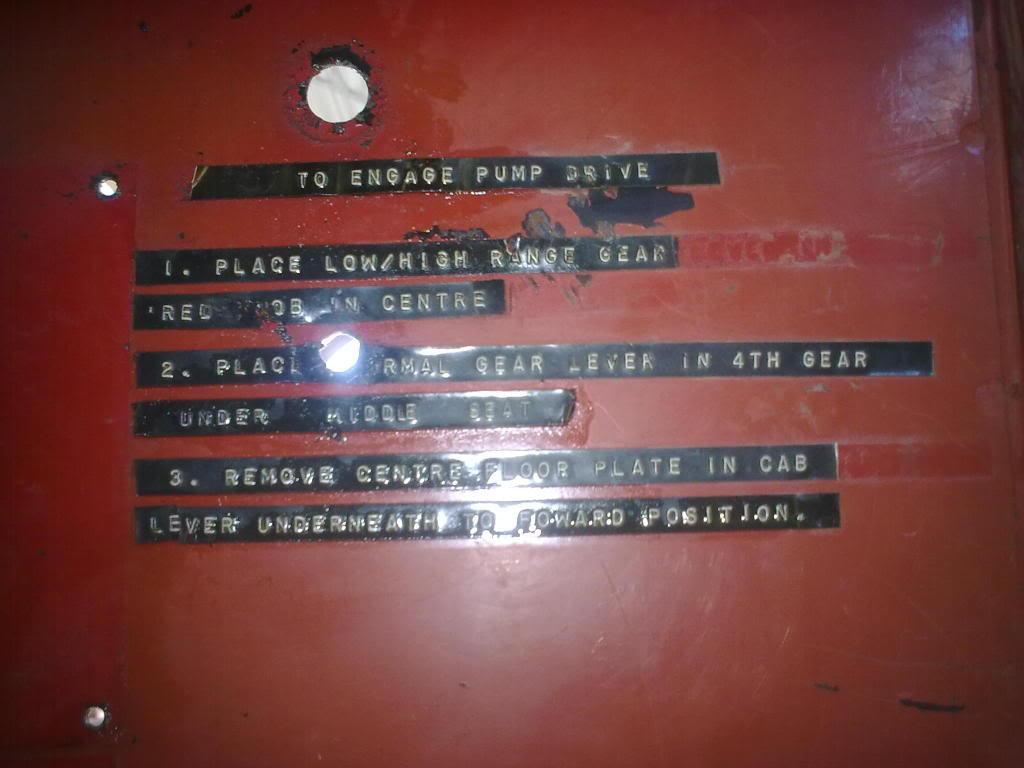 TO ENGAGE PUMP DRIVE
1. PLACE LOW/HIGH RANGE GEAR
RED IN CENTRE
2. PLACE GEAR LEVER IN 4TH GEAR
UNDER MIDDLE SEAT
3. REMOVE CENTRE FLOOR PLATE IN CAB
LEVER UNDERNEATH TO FOWARD POSITION.